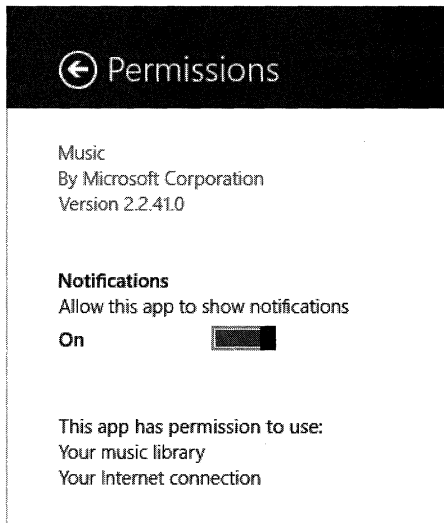 Permissions
Music
By Microsoft Corporation
Version 2.2.41.0
Notifications
Allow this app to show notifications
On
This app has permission to use:
Your music library
Your Internet connection